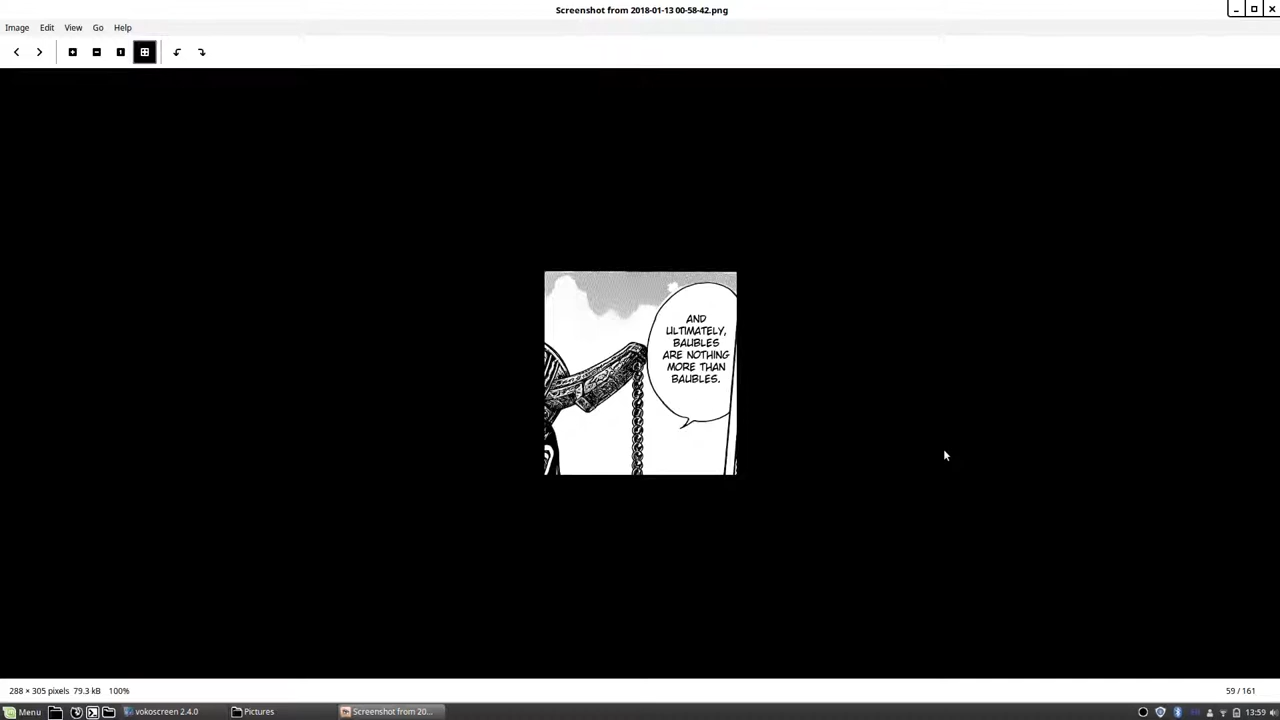 Screenshot from 2018-01-13 00-58-42.png
Image Edit View Go Help
AND
ULTIMATELY,
BAUBLES
ARE NOTHING
MORE THAN
BAUBLES.
288 × 305 pixels 79.3 kB 100%
59 / 161
Menu vokoscreen 2.4.0 Pictures Screenshot from 20... 13:59